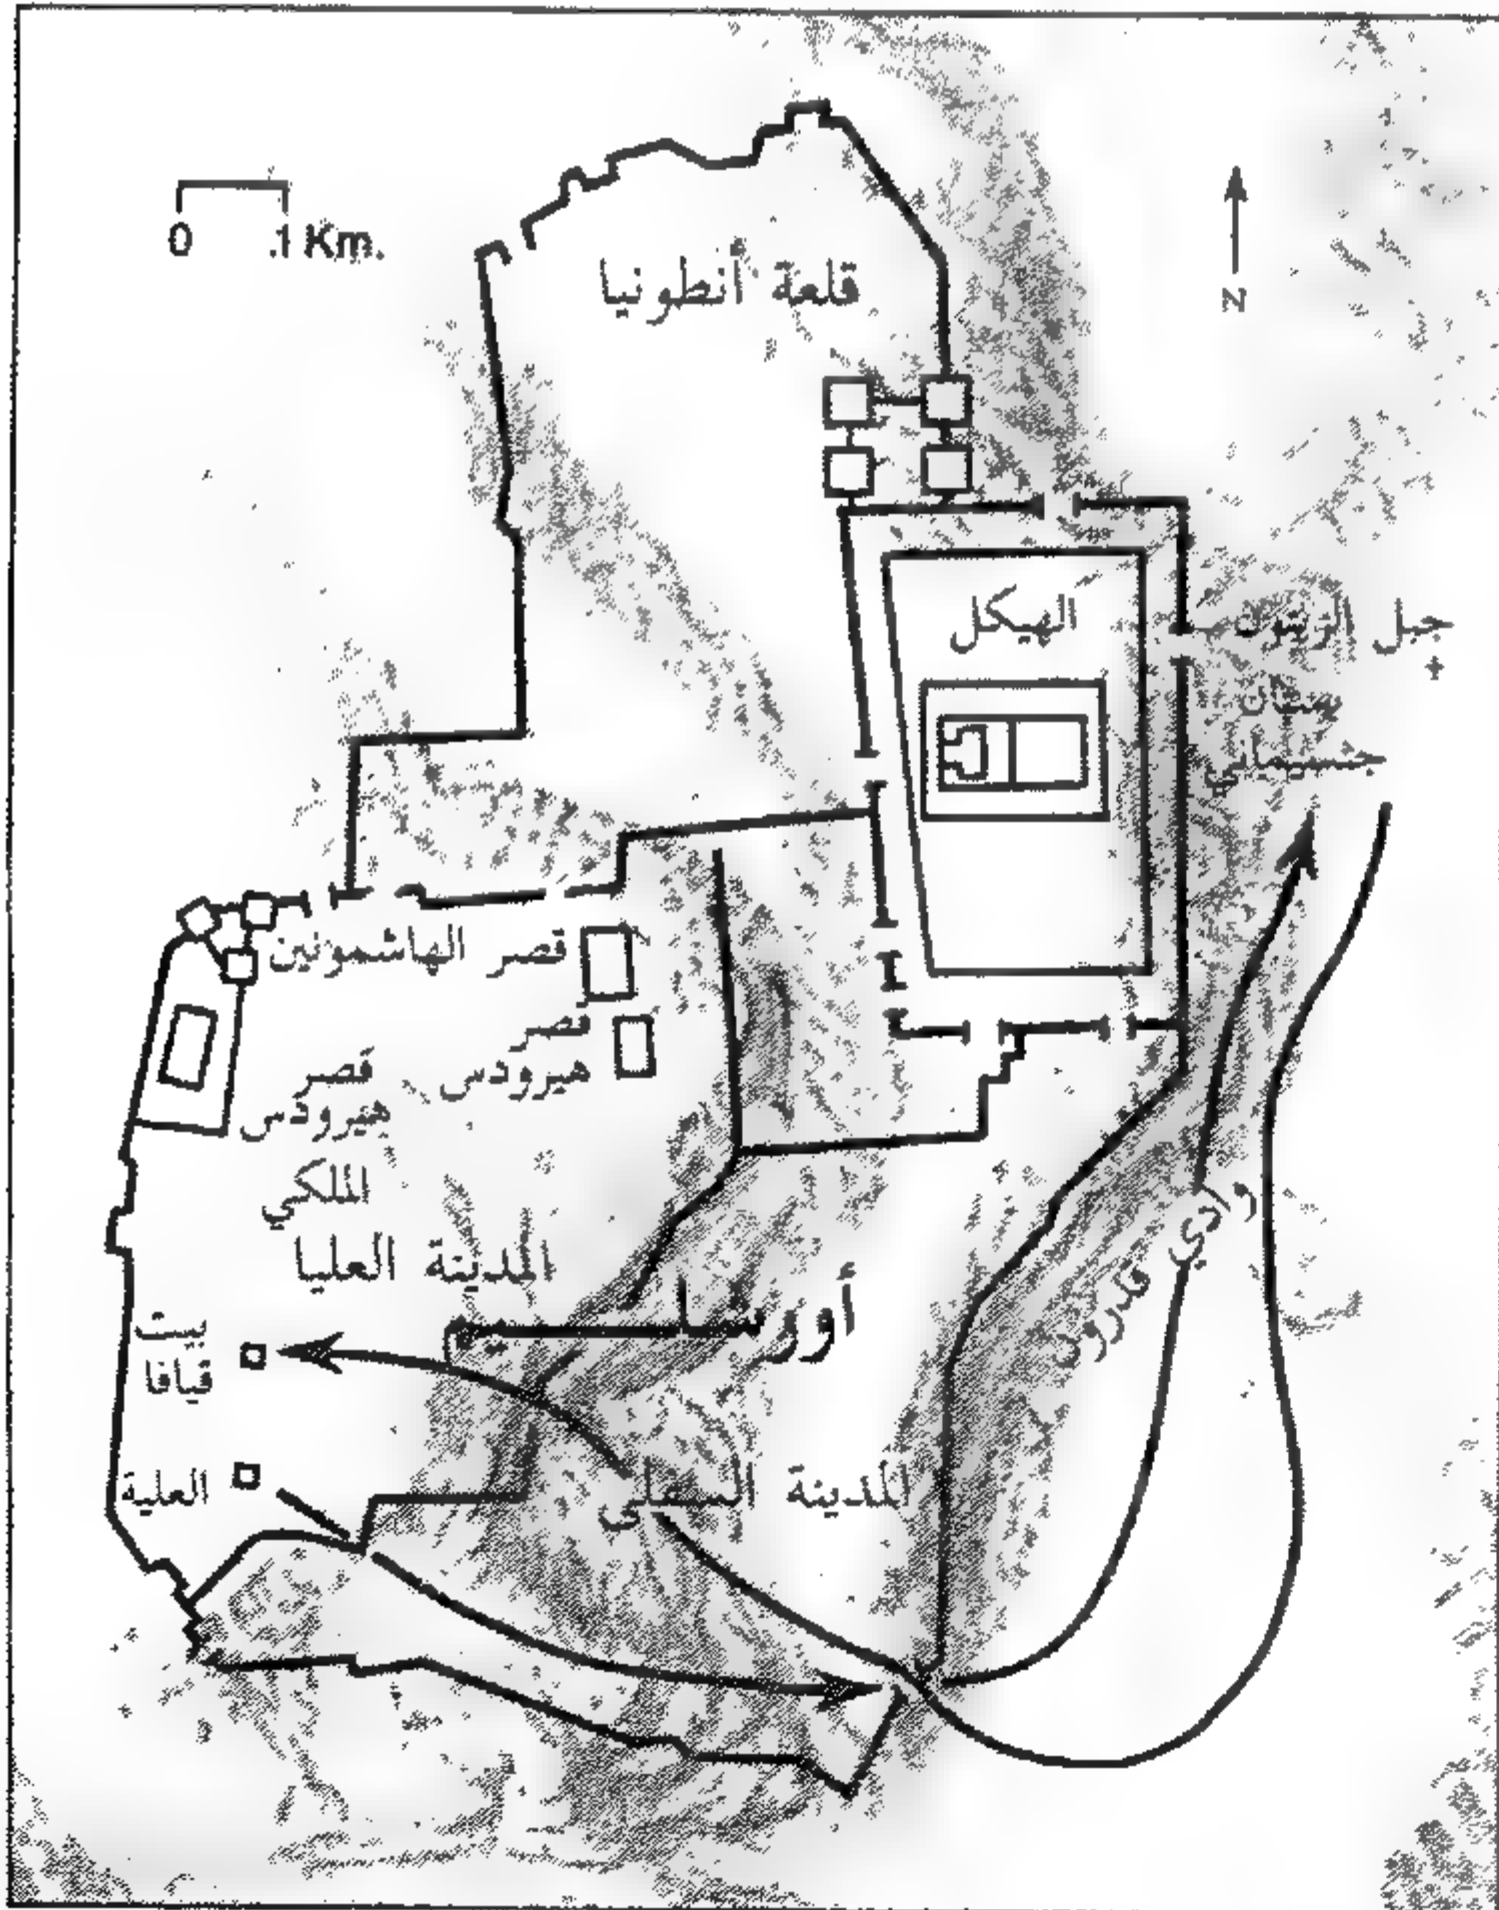 0 .1 Km.
قلعة أنطونيا
N
الهيكل
جبل الزيتون
بستان
جثسيماني
قصر الهاشمونين
قصر
هيرودس
قصر
هيرودس
الملكي
المدينة العليا
أورشليم
بيت
قيافا
العلية
المدينة السفلى
وادي قدرون